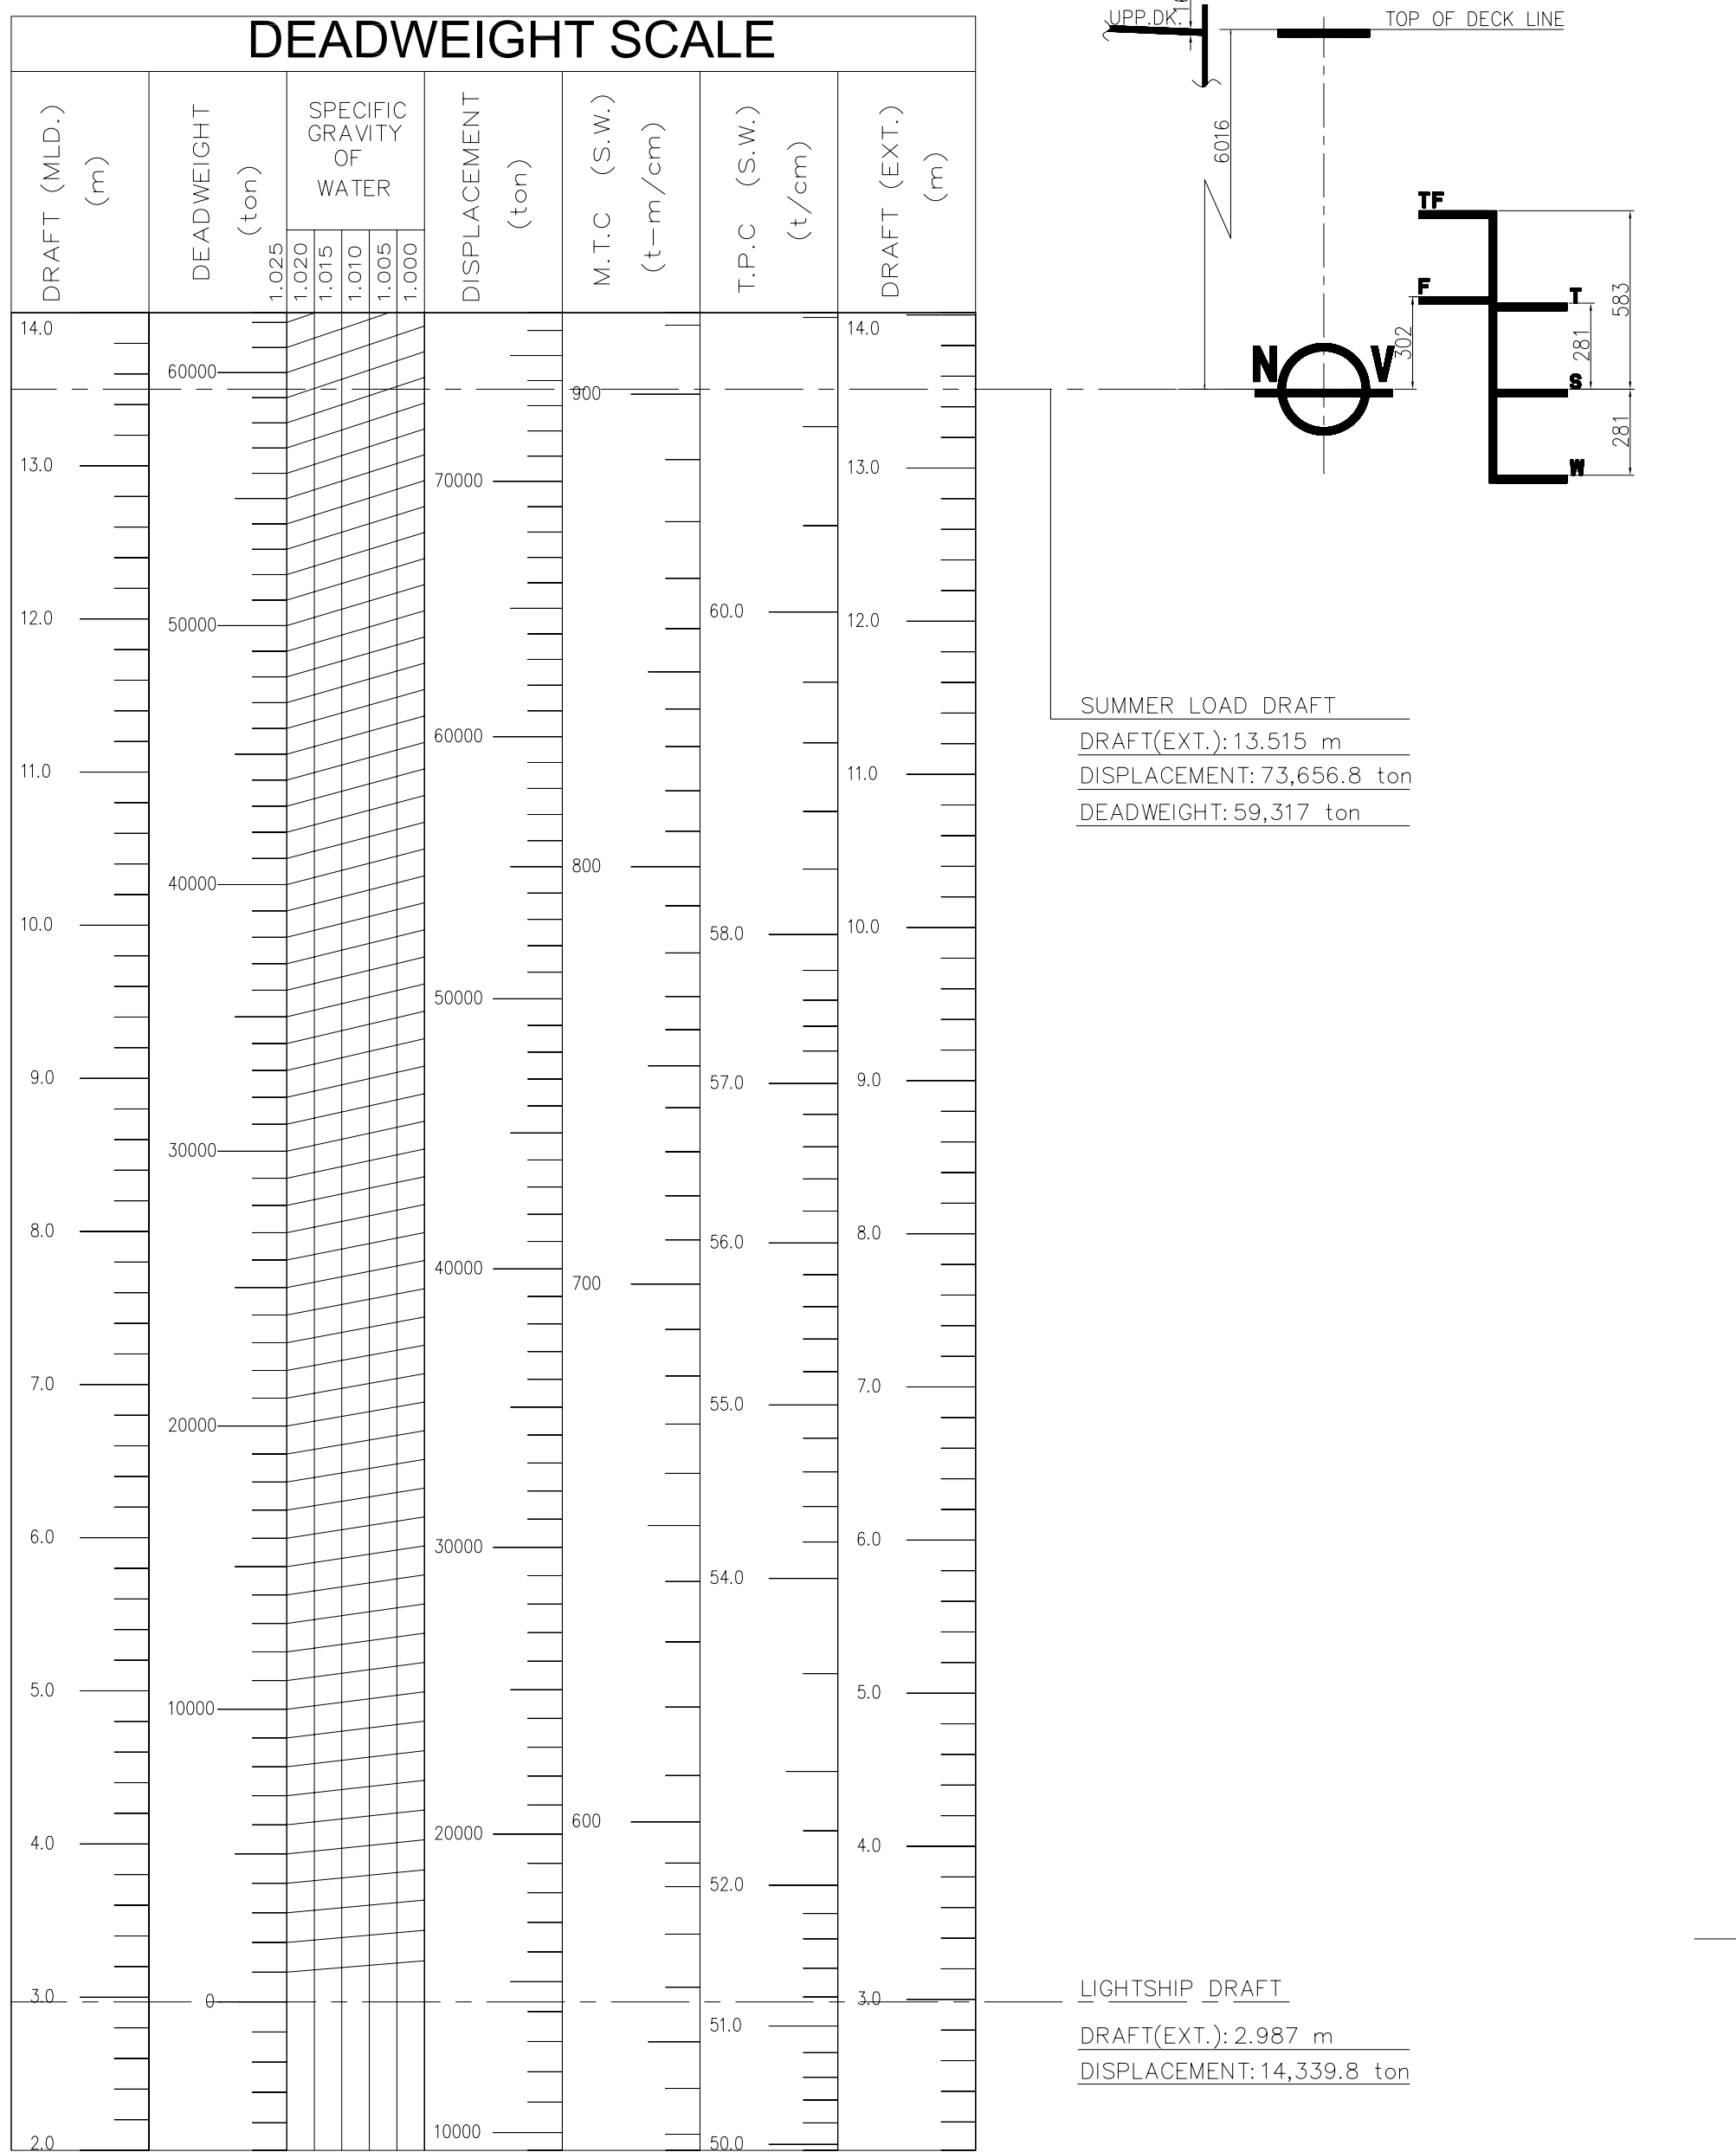 DEADWEIGHT SCALE
DRAFT (MLD.)
(m)
DEADWEIGHT
(ton)
SPECIFIC
GRAVITY
OF
WATER
1.025
1.020
1.015
1.010
1.005
1.000
DISPLACEMENT
(ton)
M.T.C (S.W.)
(t-m/cm)
T.P.C (S.W.)
(t/cm)
DRAFT (EXT.)
(m)
14.0
13.0
12.0
11.0
10.0
9.0
8.0
7.0
6.0
5.0
4.0
3.0
2.0
60000
50000
40000
30000
20000
10000
0
70000
60000
50000
40000
30000
20000
10000
900
800
700
600
60.0
58.0
57.0
56.0
55.0
54.0
52.0
51.0
50.0
14.0
13.0
12.0
11.0
10.0
9.0
8.0
7.0
6.0
5.0
4.0
3.0
UPP.DK.
TOP OF DECK LINE
6016
TF
F
T
S
W
N V
302
281
583
281
SUMMER LOAD DRAFT
DRAFT(EXT.):13.515 m
DISPLACEMENT:73,656.8 ton
DEADWEIGHT:59,317 ton
LIGHTSHIP DRAFT
DRAFT(EXT.):2.987 m
DISPLACEMENT:14,339.8 ton